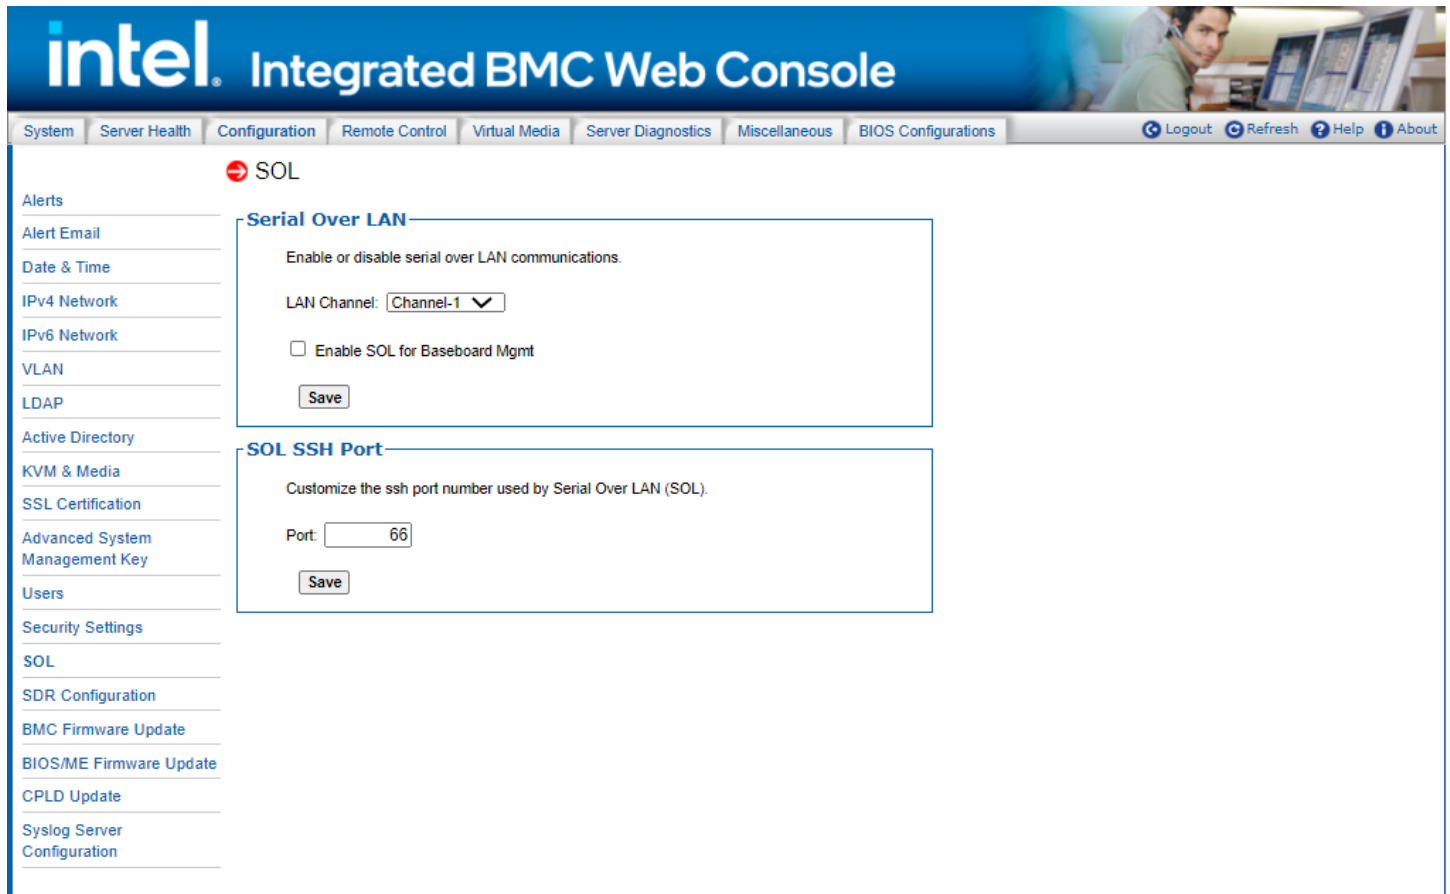 intel. Integrated BMC Web Console
System Server Health Configuration Remote Control Virtual Media Server Diagnostics Miscellaneous BIOS Configurations Logout Refresh Help About
SOL
Alerts
Alert Email
Date & Time
IPv4 Network
IPv6 Network
VLAN
LDAP
Active Directory
KVM & Media
SSL Certification
Advanced System
Management Key
Users
Security Settings
SOL
SDR Configuration
BMC Firmware Update
BIOS/ME Firmware Update
CPLD Update
Syslog Server
Configuration
Serial Over LAN
Enable or disable serial over LAN communications.
LAN Channel: Channel-1
Enable SOL for Baseboard Mgmt
Save
SOL SSH Port
Customize the ssh port number used by Serial Over LAN (SOL).
Port: 66
Save